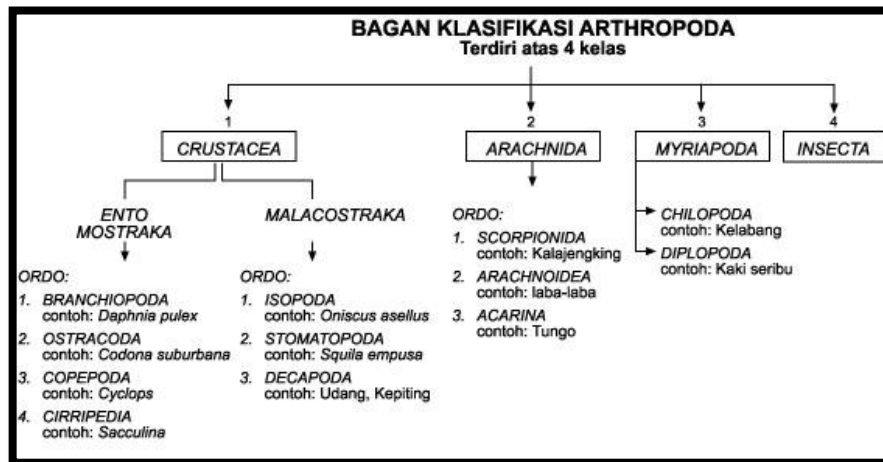 BAGAN KLASIFIKASI ARTHROPODA
Terdiri atas 4 kelas
1
CRUSTACEA
2
ARACHNIDA
3
MYRIAPODA
4
INSECTA
ENTO
MOSTRAKA
MALACOSTRAKA
ORDO:
1. BRANCHIOPODA
contoh: Daphnia pulex
2. OSTRACODA
contoh: Codona suburbana
3. COPEPODA
contoh: Cyclops
4. CIRRIPEDIA
contoh: Sacculina
ORDO:
1. ISOPODA
contoh: Oniscus asellus
2. STOMATOPODA
contoh: Squila empusa
3. DECAPODA
contoh: Udang, Kepiting
ORDO:
1. SCORPIONIDA
contoh: Kalajengking
2. ARACHNOIDEA
contoh: laba-laba
3. ACARINA
contoh: Tungo
CHILOPODA
contoh: Kelabang
DIPLOPODA
contoh: Kaki seribu